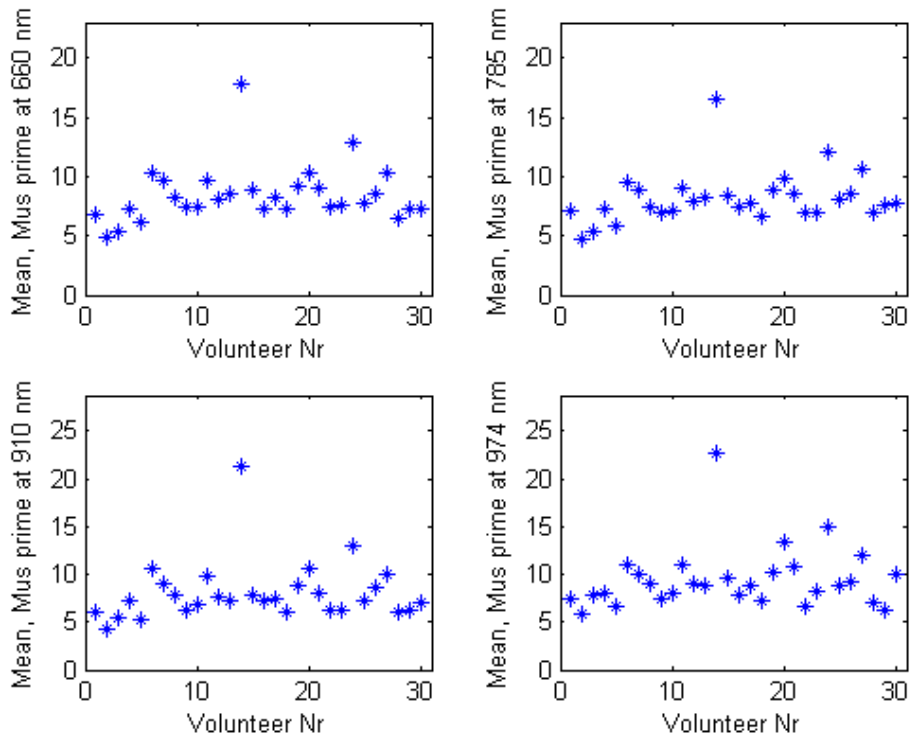 Mean, Mus prime at 660 nm
20
15
10
5
0
0 10 20 30
Volunteer Nr
Mean, Mus prime at 785 nm
20
15
10
5
0
0 10 20 30
Volunteer Nr
Mean, Mus prime at 910 nm
25
20
15
10
5
0
0 10 20 30
Volunteer Nr
Mean, Mus prime at 974 nm
25
20
15
10
5
0
0 10 20 30
Volunteer Nr